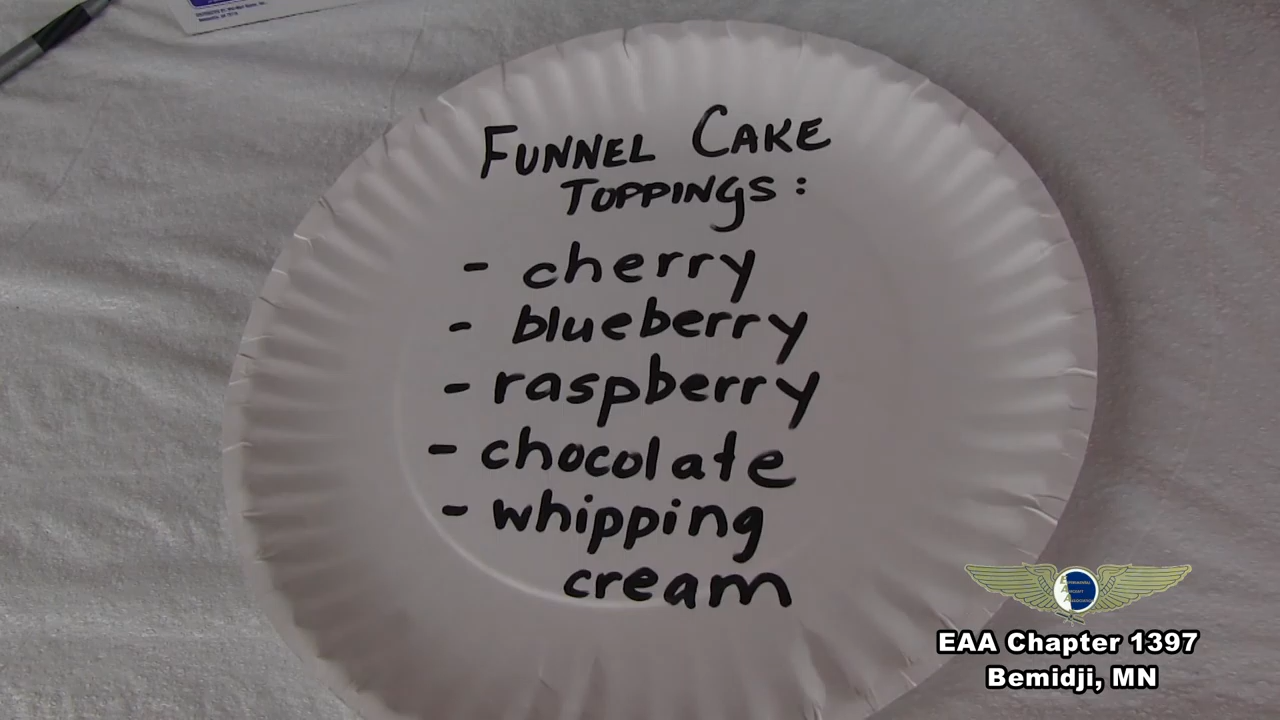 FUNNEL CAKE
TOPPINGS:
- cherry
- blueberry
- raspberry
- chocolate
- whipping
cream
EAA Chapter 1397
Bemidji, MN